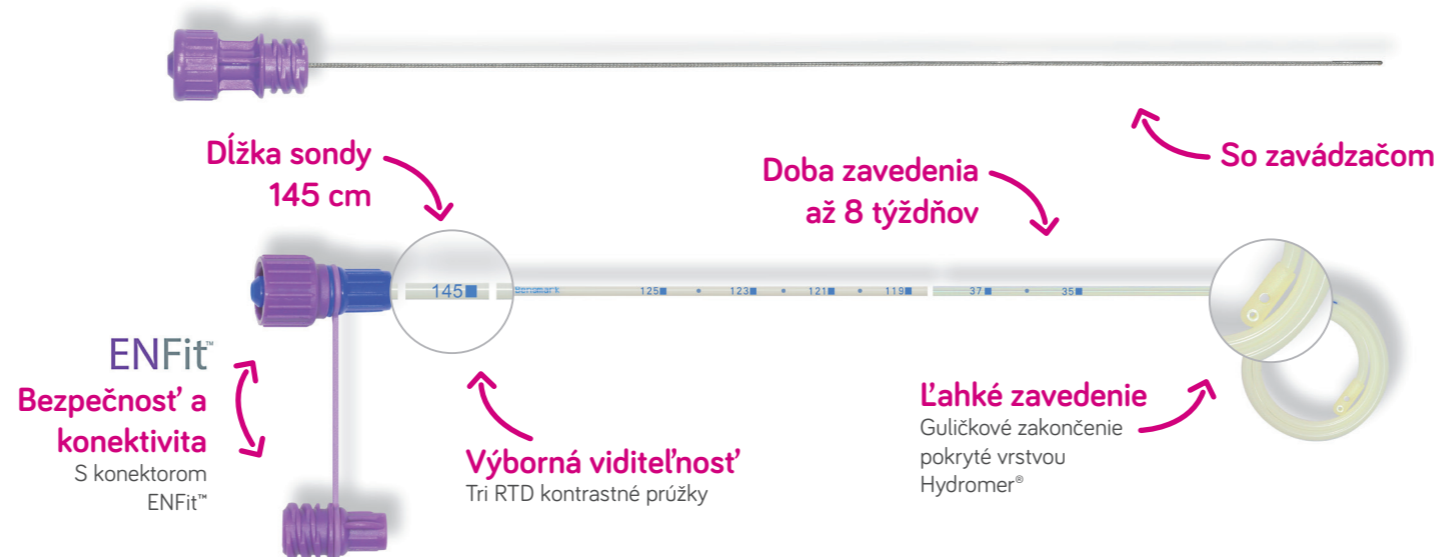 Dĺžka sondy
145 cm
Doba zavedenia
až 8 týždňov
So zavádzačom
145
Bengmark
125
123
121
119
37
35
ENFit™
Bezpečnosť a
konektivita
S konektorom
ENFit™
Výborná viditeľnosť
Tri RTD kontrastné prúžky
Ľahké zavedenie
Guličkové zakončenie
pokryté vrstvou
Hydromer®